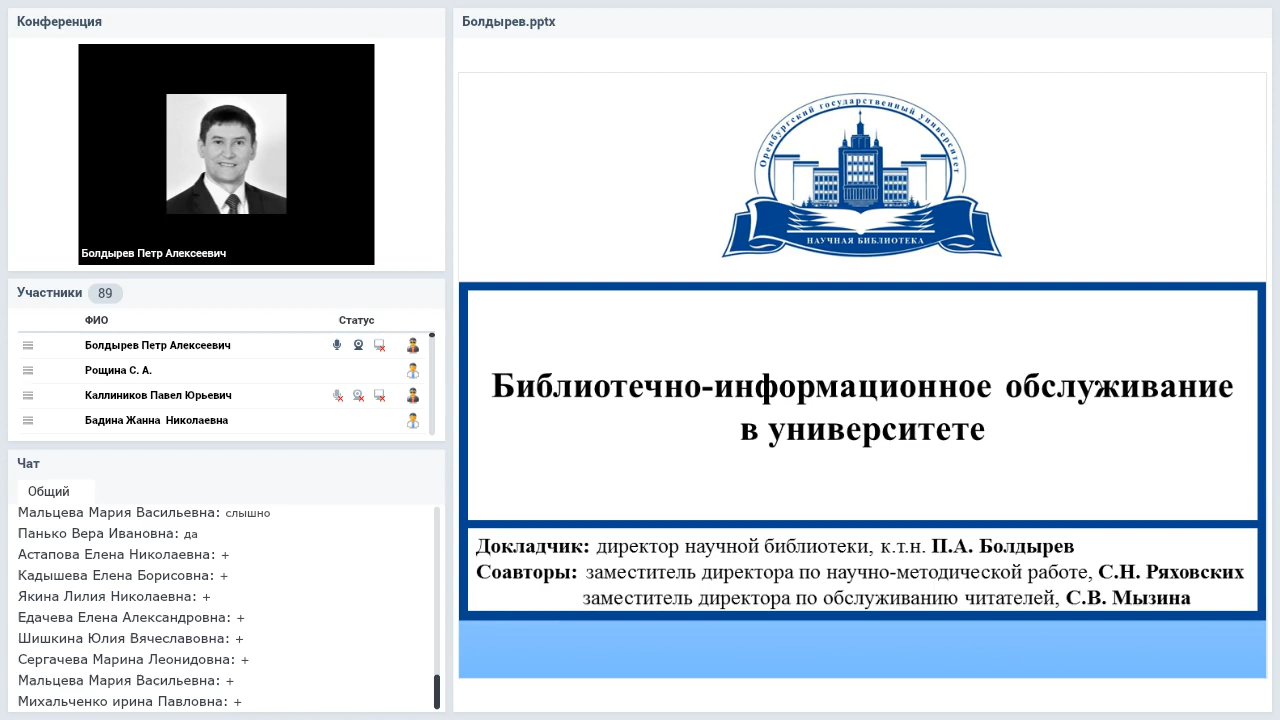 Конференция
Болдырев Петр Алексеевич
Участники 89
ФИО Статус
Болдырев Петр Алексеевич
Рощина С. А.
Каллиников Павел Юрьевич
Бадина Жанна Николаевна
Чат
Общий
Мальцева Мария Васильевна: слышно
Панько Вера Ивановна: да
Астапова Елена Николаевна: +
Кадышева Елена Борисовна: +
Якина Лилия Николаевна: +
Едачева Елена Александровна: +
Шишкина Юлия Вячеславовна: +
Сергачева Марина Леонидовна: +
Мальцева Мария Васильевна: +
Михальченко ирина Павловна: +
Болдырев.pptx
Оренбургский государственный университет
НАУЧНАЯ БИБЛИОТЕКА
Библиотечно-информационное обслуживание
в университете
Докладчик: директор научной библиотеки, к.т.н. П.А. Болдырев
Соавторы: заместитель директора по научно-методической работе, С.Н. Ряховских
заместитель директора по обслуживанию читателей, С.В. Мызина